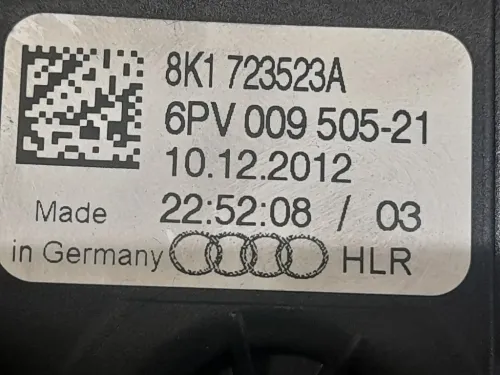 8K1 723523A
6PV 009 505-21
10.12.2012
Made 22:52:08 / 03
in Germany HLR